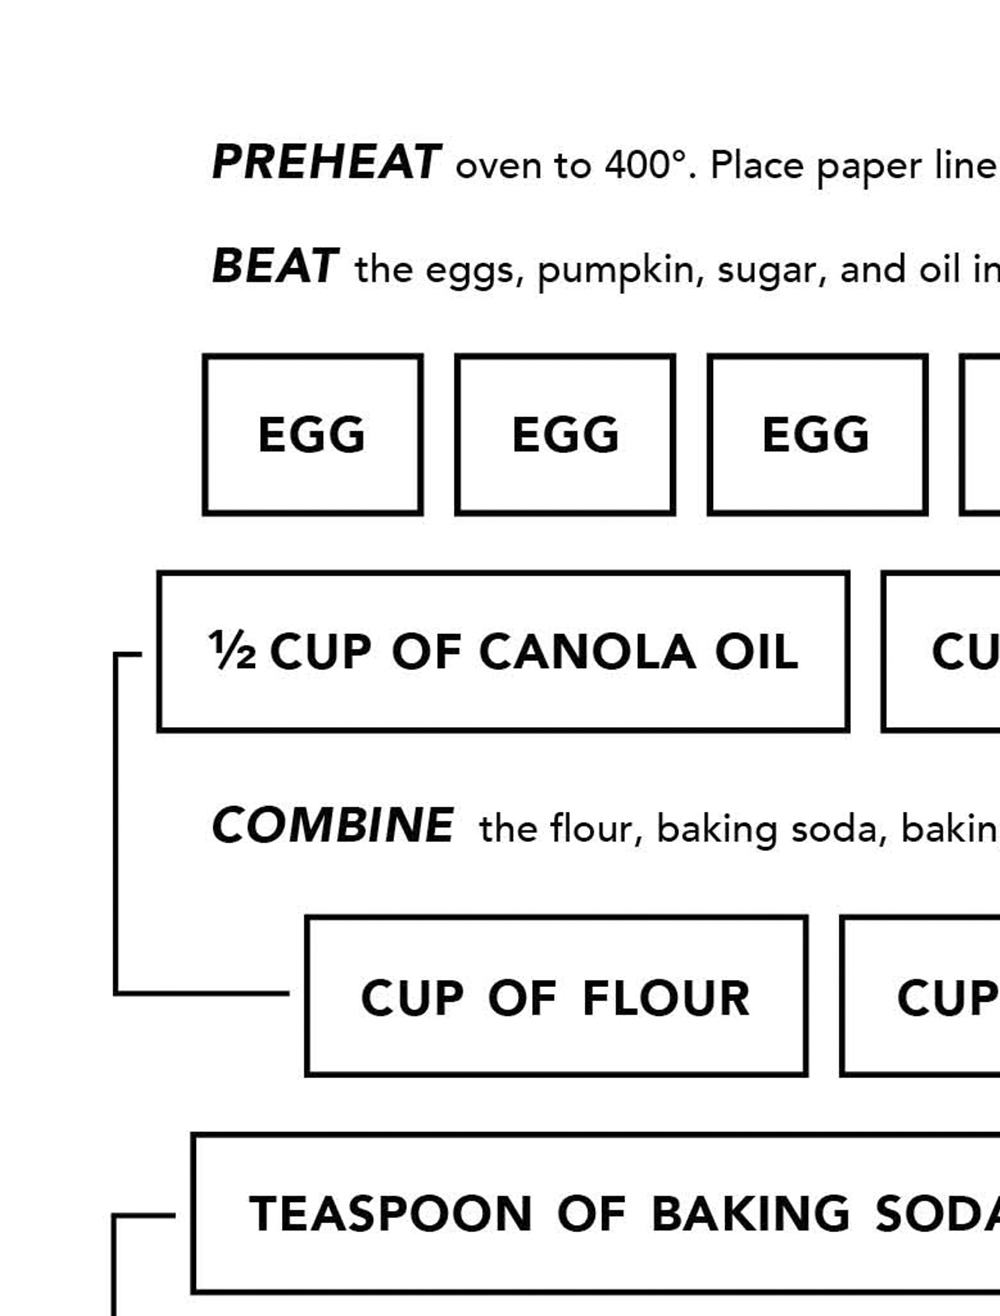 PREHEAT oven to 400°. Place paper line
BEAT the eggs, pumpkin, sugar, and oil in
EGG EGG EGG
½ CUP OF CANOLA OIL CU
COMBINE the flour, baking soda, bakin
CUP OF FLOUR CUP
TEASPOON OF BAKING SODA